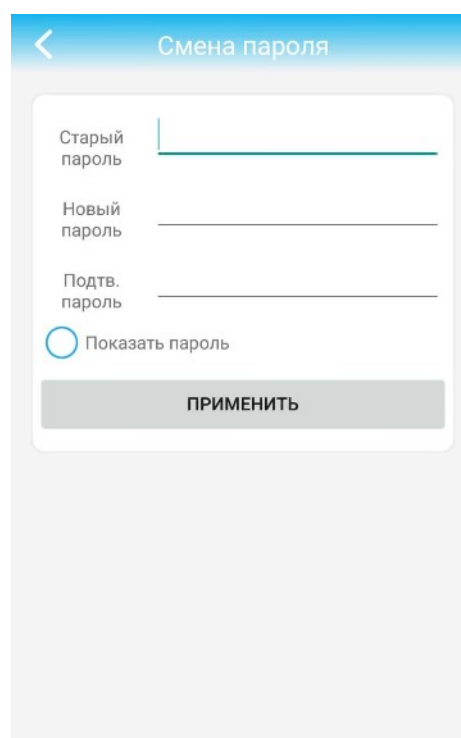 Смена пароля
Старый
пароль
Новый
пароль
Подтв.
пароль
Показать пароль
ПРИМЕНИТЬ